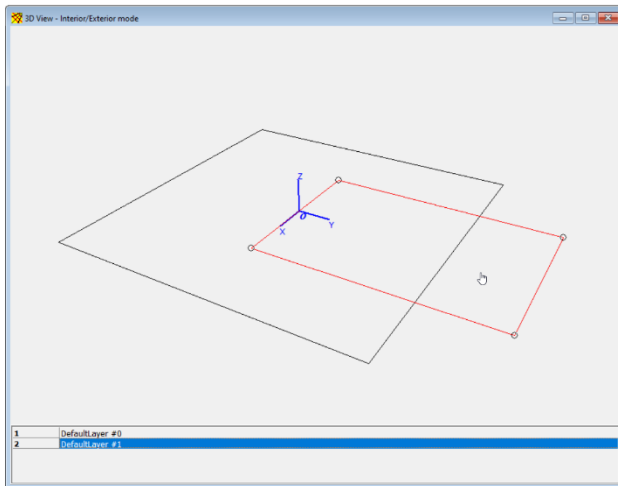 3D View - Interior/Exterior mode
Z
O
X
Y
1 DefaultLayer #0
2 DefaultLayer #1